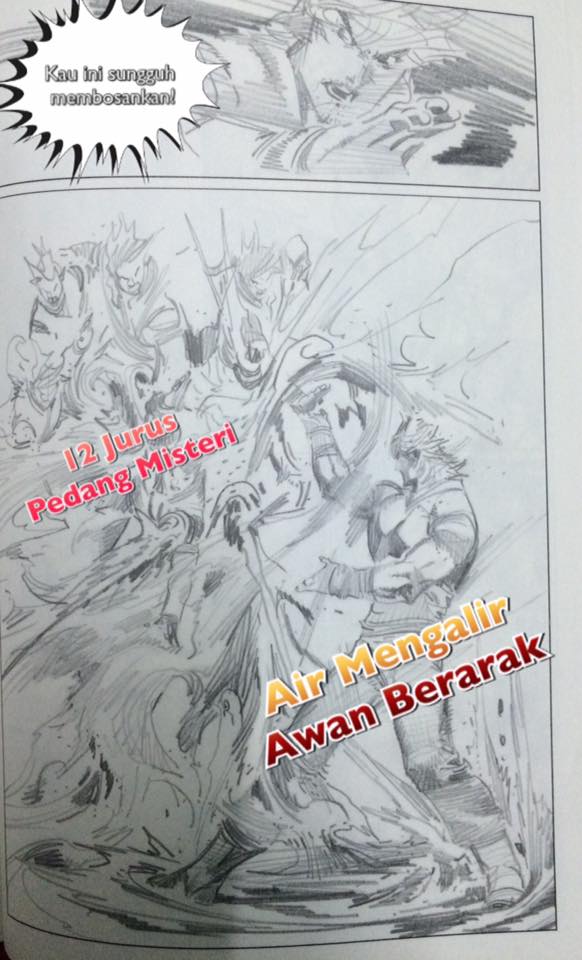 Kau ini sungguh
membosankan!
12 Jurus
Pedang Misteri
Air Mengalir
Awan Berarak